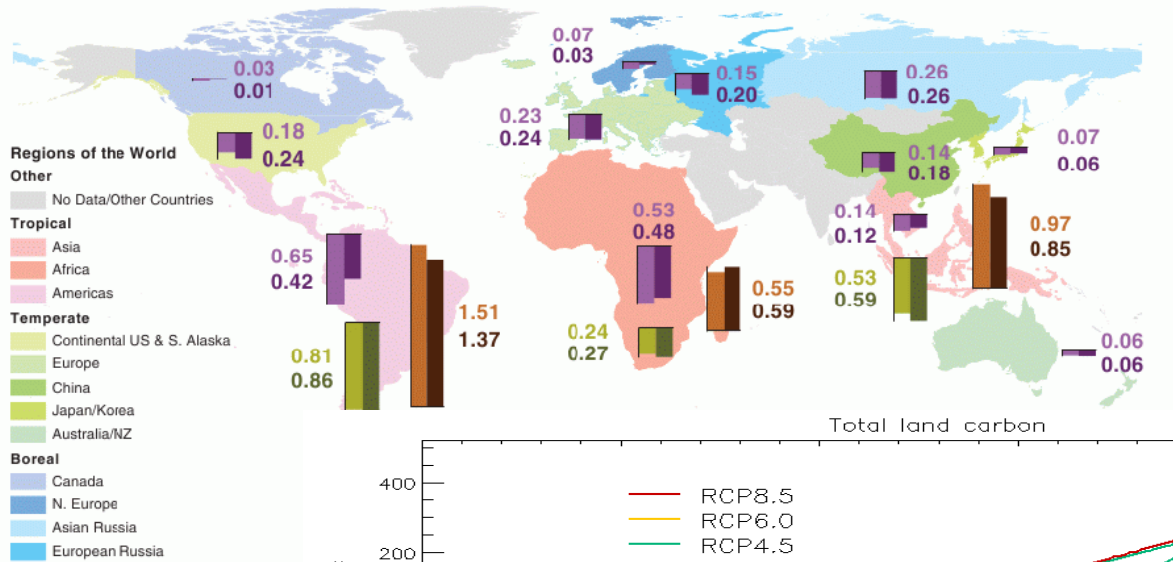 0.07
0.03
0.03
0.01
0.15
0.20
0.26
0.26
0.18
0.24
0.23
0.24
0.14
0.18
0.07
0.06
Regions of the World
Other
No Data/Other Countries
Tropical
Asia
Africa
Americas
Temperate
Continental US & S. Alaska
Europe
China
Japan/Korea
Australia/NZ
Boreal
Canada
N. Europe
Asian Russia
European Russia
0.65
0.42
1.51
1.37
0.81
0.86
0.53
0.48
0.55
0.59
0.24
0.27
0.14
0.12
0.97
0.85
0.53
0.59
0.06
0.06
Total land carbon
400
200
RCP8.5
RCP6.0
RCP4.5